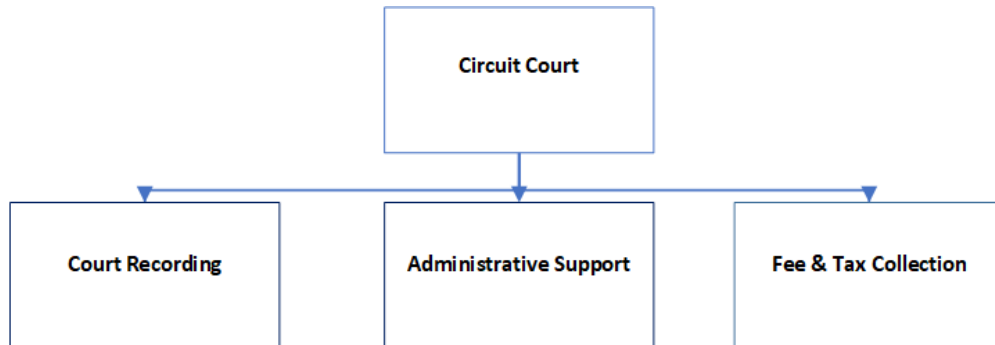 Circuit Court
Court Recording
Administrative Support
Fee & Tax Collection